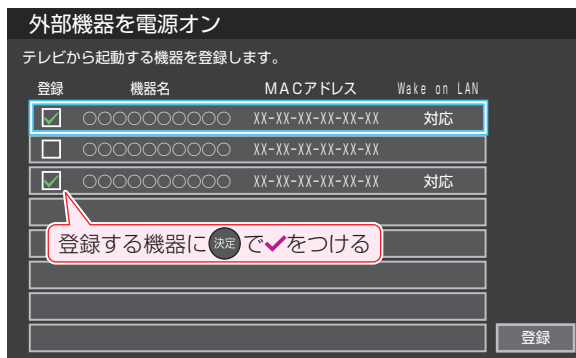 外部機器を電源オン
テレビから起動する機器を登録します。
登録 機器名 MACアドレス Wake on LAN
○○○○○○○○○○ XX-XX-XX-XX-XX-XX 対応
○○○○○○○○○○ XX-XX-XX-XX-XX-XX
○○○○○○○○○○ XX-XX-XX-XX-XX-XX 対応
登録する機器に決定で✓をつける
登録